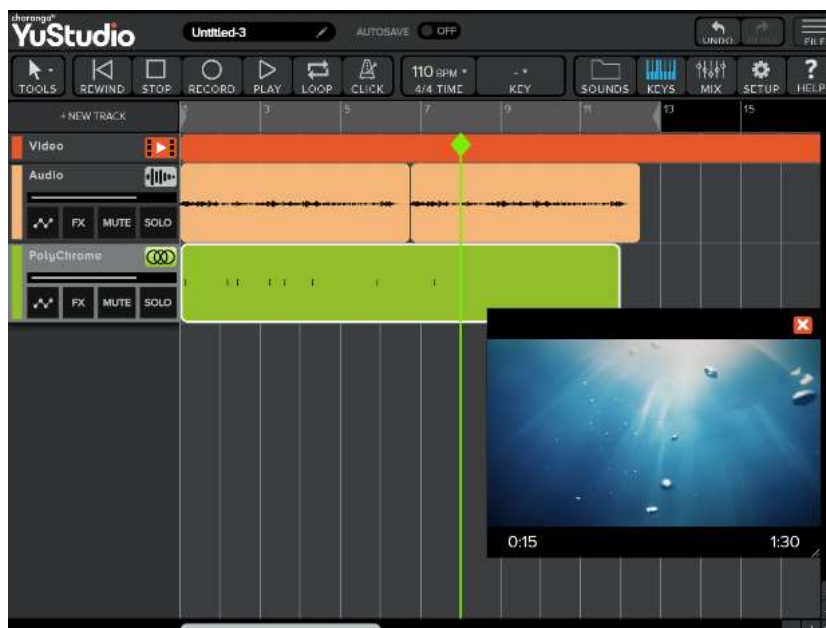 charanga®
YuStudio
Untitled-3
AUTOSAVE OFF
UNDO
FILE
TOOLS REWIND STOP RECORD PLAY LOOP CLICK
110 BPM
4/4 TIME
- KEY
SOUNDS KEYS MIX SETUP ? HELP
+ NEW TRACK
3 5 7 9 11 13 15
Video
Audio
FX MUTE SOLO
PolyChrome
FX MUTE SOLO
0:15 1:30